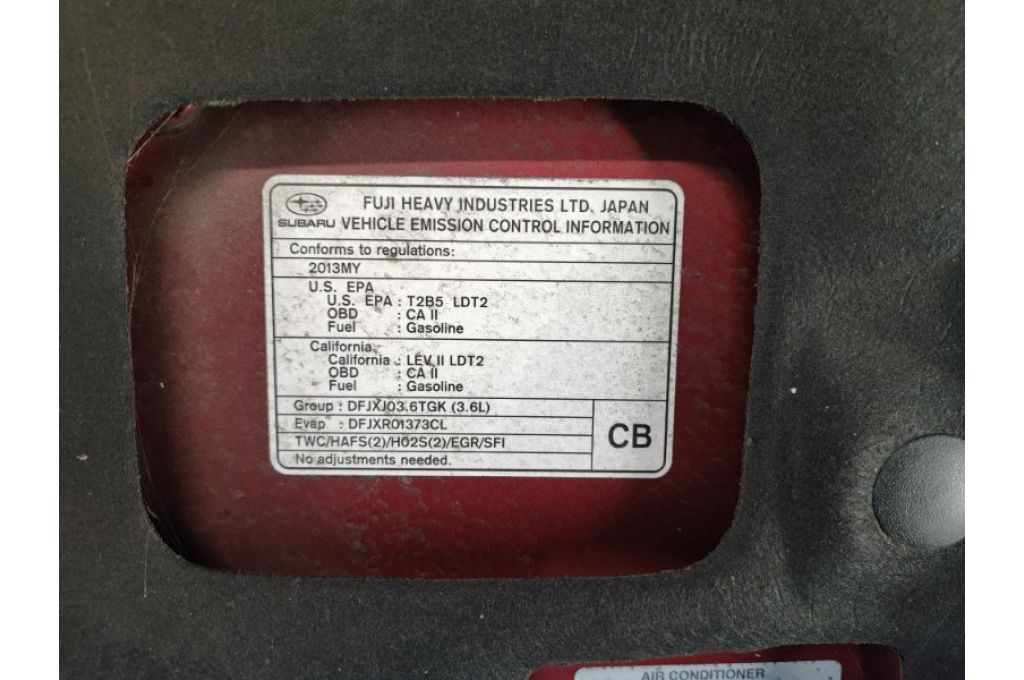 FUJI HEAVY INDUSTRIES LTD. JAPAN
SUBARU VEHICLE EMISSION CONTROL INFORMATION
Conforms to regulations:
2013MY
U.S. EPA
U.S. EPA : T2B5 LDT2
OBD : CA II
Fuel : Gasoline
California
California : LEV II LDT2
OBD : CA II
Fuel : Gasoline
Group : DFJXJ03.6TGK (3.6L)
Evap : DFJXR01373CL
TWC/HAFS(2)/HO2S(2)/EGR/SFI
No adjustments needed.
CB
AIR CONDITIONER